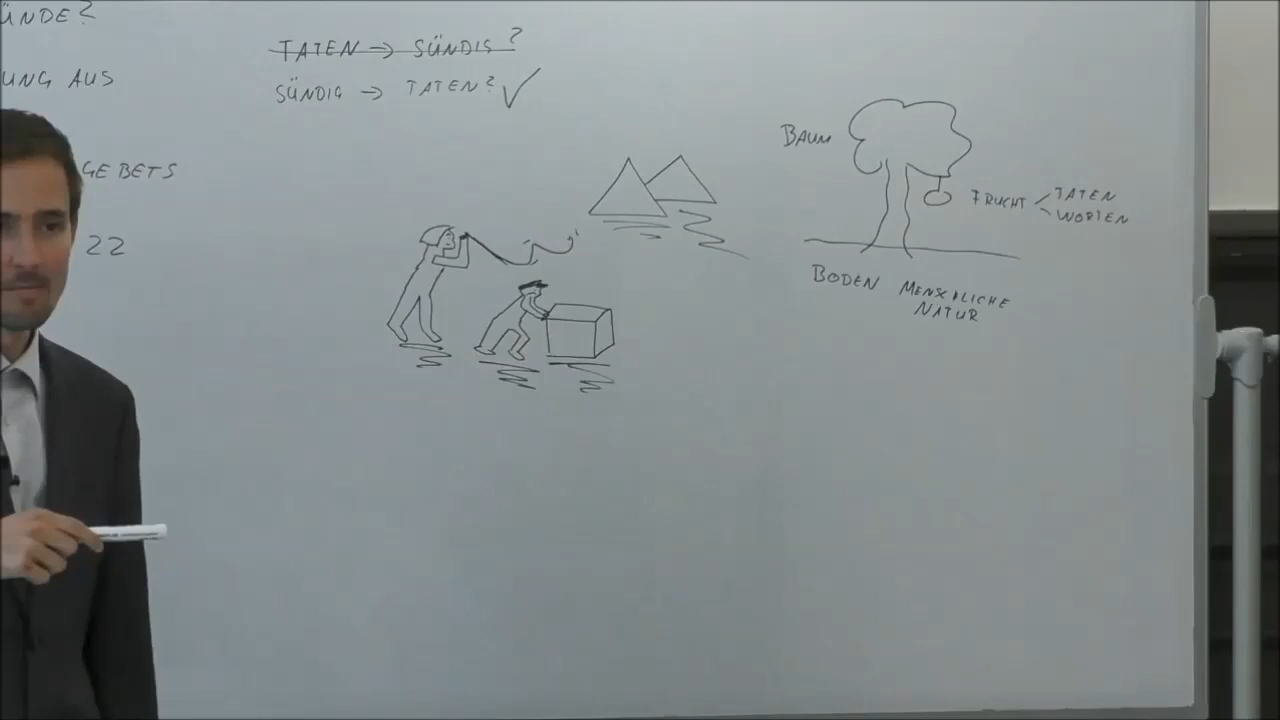 ÜNDE?
UNG AUS
GEBETS
22
TATEN → SÜNDIG?
SÜNDIG → TATEN? ✓
BAUM
FRUCHT
TATEN
WORTEN
BODEN
MENSCHLICHE
NATUR